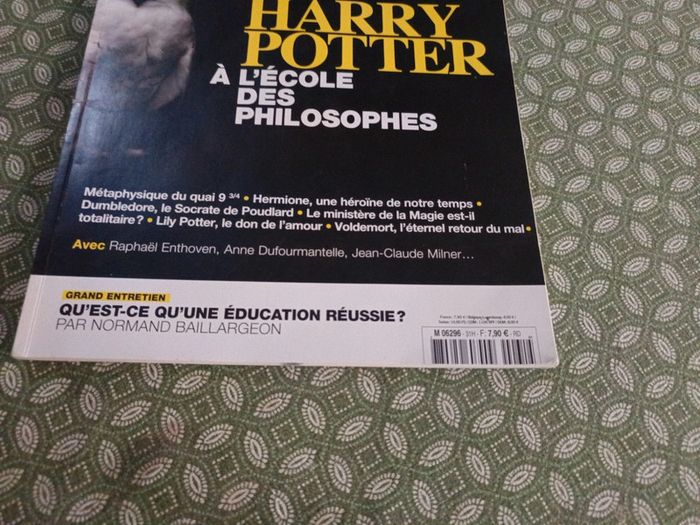 HARRY
POTTER
À L'ÉCOLE
DES
PHILOSOPHES
Métaphysique du quai 9 3/4 • Hermione, une héroïne de notre temps •
Dumbledore, le Socrate de Poudlard • Le ministère de la Magie est-il
totalitaire ? • Lily Potter, le don de l'amour • Voldemort, l'éternel retour du mal •
Avec Raphaël Enthoven, Anne Dufourmantelle, Jean-Claude Milner…
GRAND ENTRETIEN
QU'EST-CE QU'UNE ÉDUCATION RÉUSSIE ?
PAR NORMAND BAILLARGEON
M 06296 - 31H - F: 7,90 € - RD